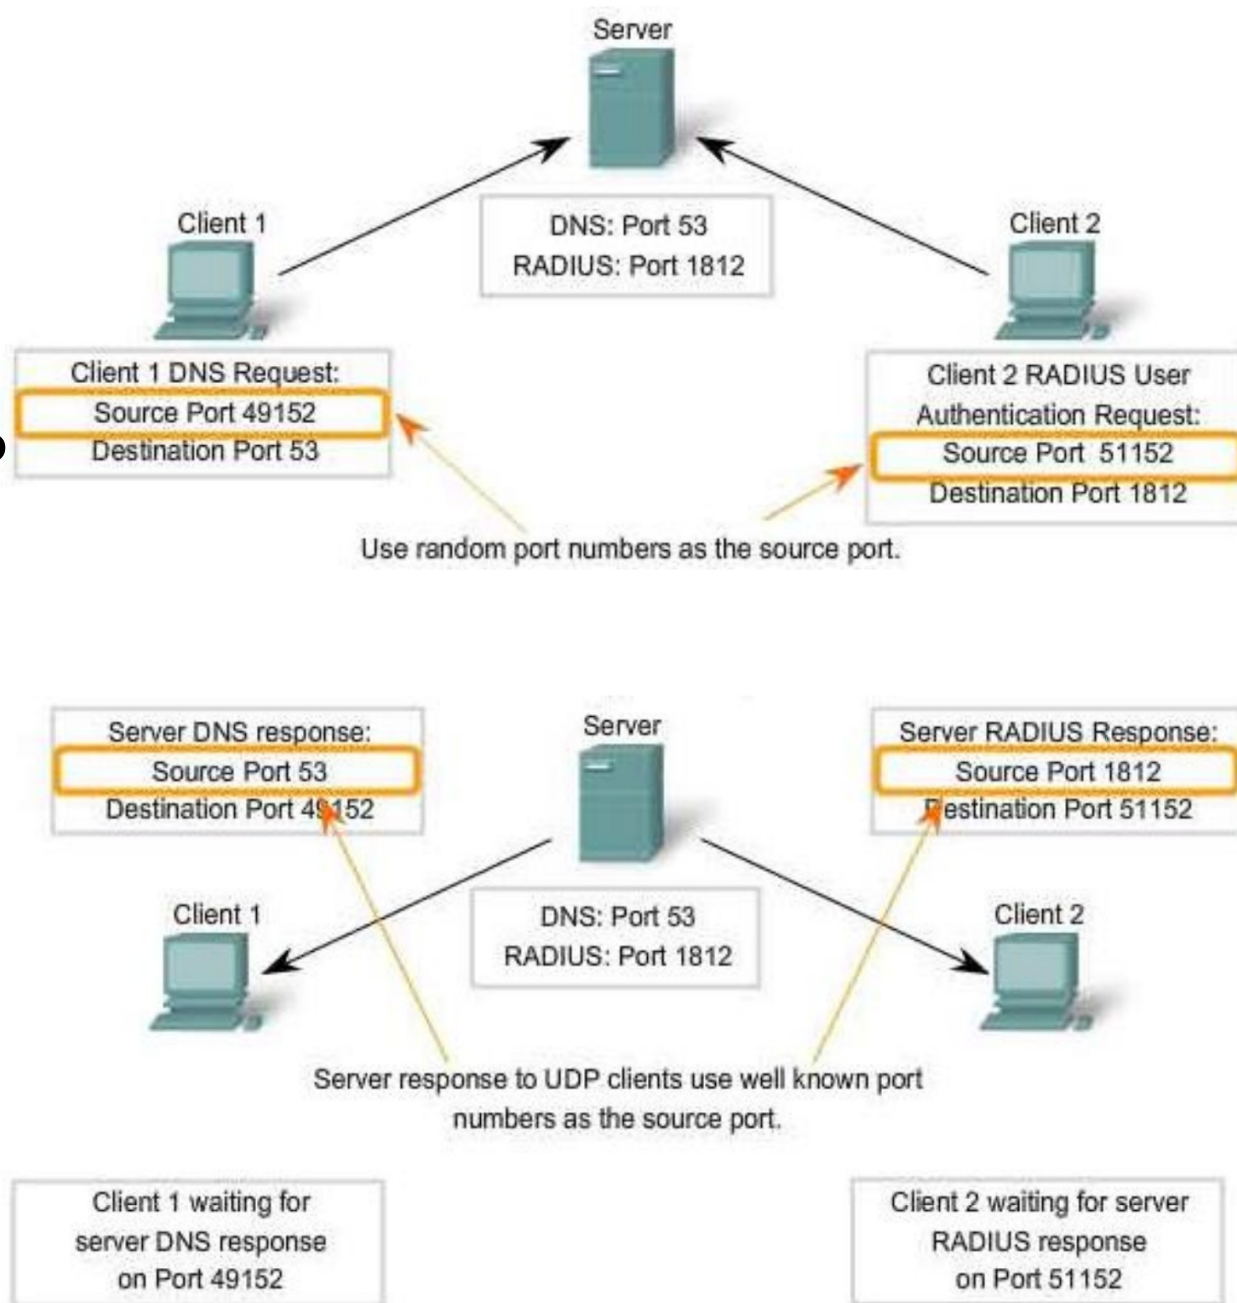 Server
Client 1
DNS: Port 53
RADIUS: Port 1812
Client 2
Client 1 DNS Request:
Source Port 49152
Destination Port 53
Client 2 RADIUS User
Authentication Request:
Source Port 51152
Destination Port 1812
Use random port numbers as the source port.
Server DNS response:
Source Port 53
Destination Port 49152
Server
Server RADIUS Response:
Source Port 1812
Destination Port 51152
Client 1
DNS: Port 53
RADIUS: Port 1812
Client 2
Server response to UDP clients use well known port
numbers as the source port.
Client 1 waiting for
server DNS response
on Port 49152
Client 2 waiting for server
RADIUS response
on Port 51152